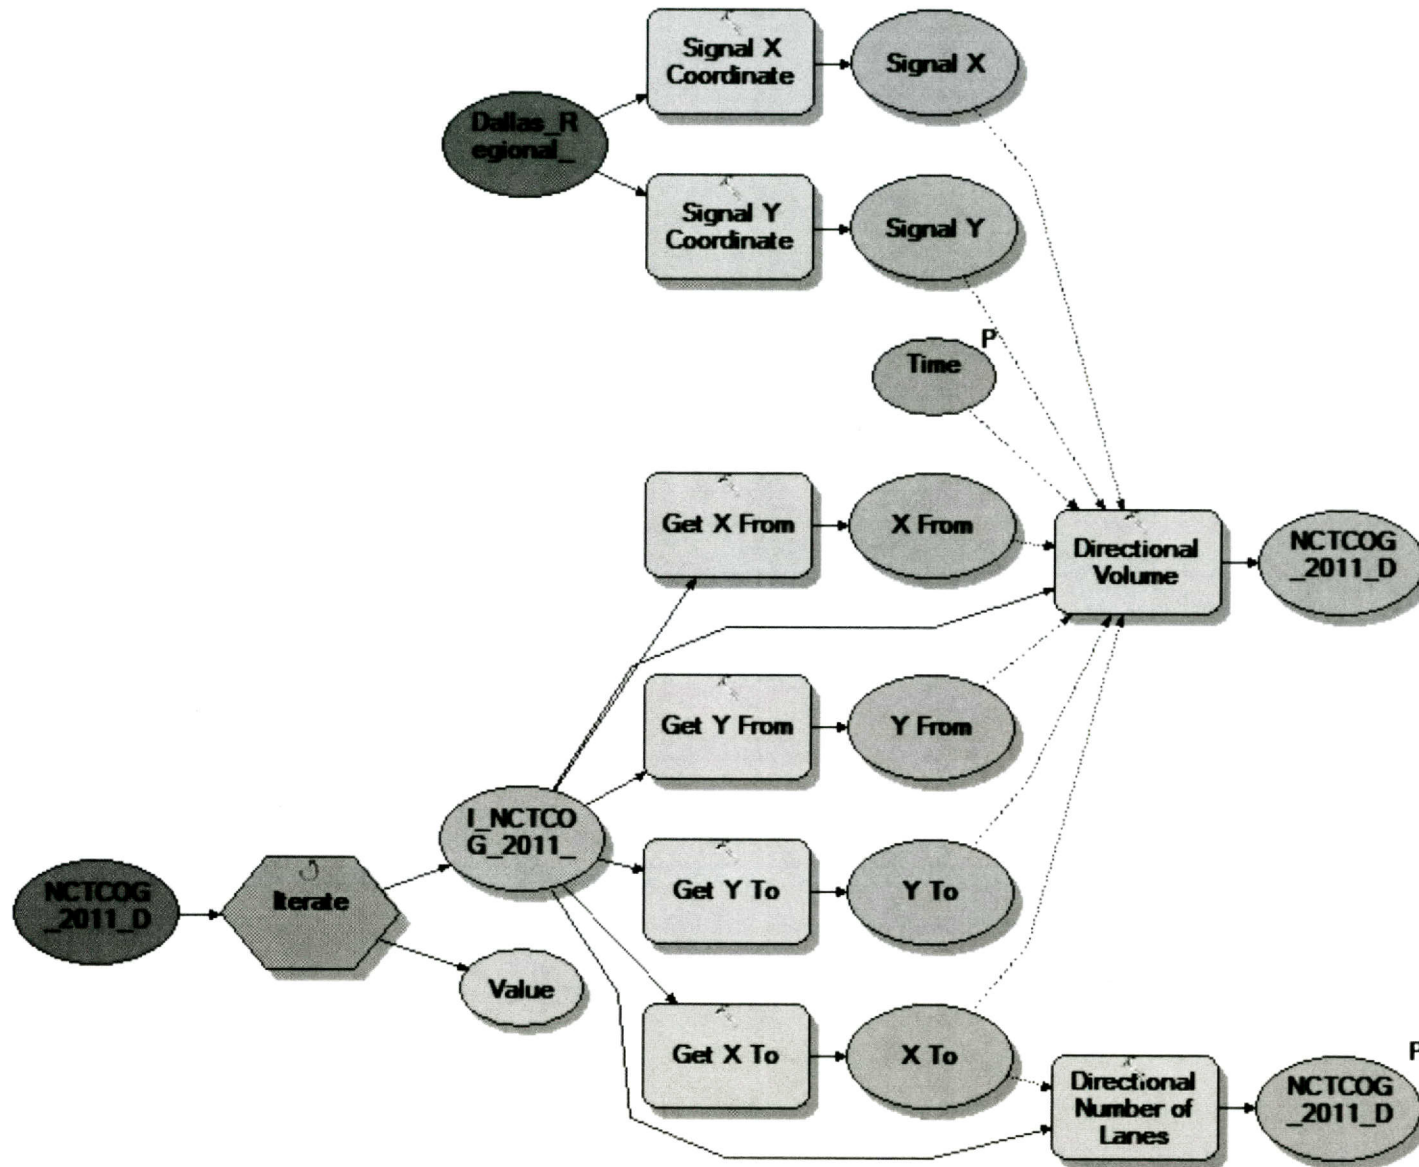 Signal X
Coordinate
Signal X
Dallas_R
egional_
Signal Y
Coordinate
Signal Y
P
Time
Get X From
X From
Directional
Volume
NCTCOG
_2011_D
Get Y From
Y From
I_NCTCO
G_2011_
NCTCOG
_2011_D
Iterate
Get Y To
Y To
Value
Get X To
X To
Directional
Number of
Lanes
NCTCOG
_2011_D
P